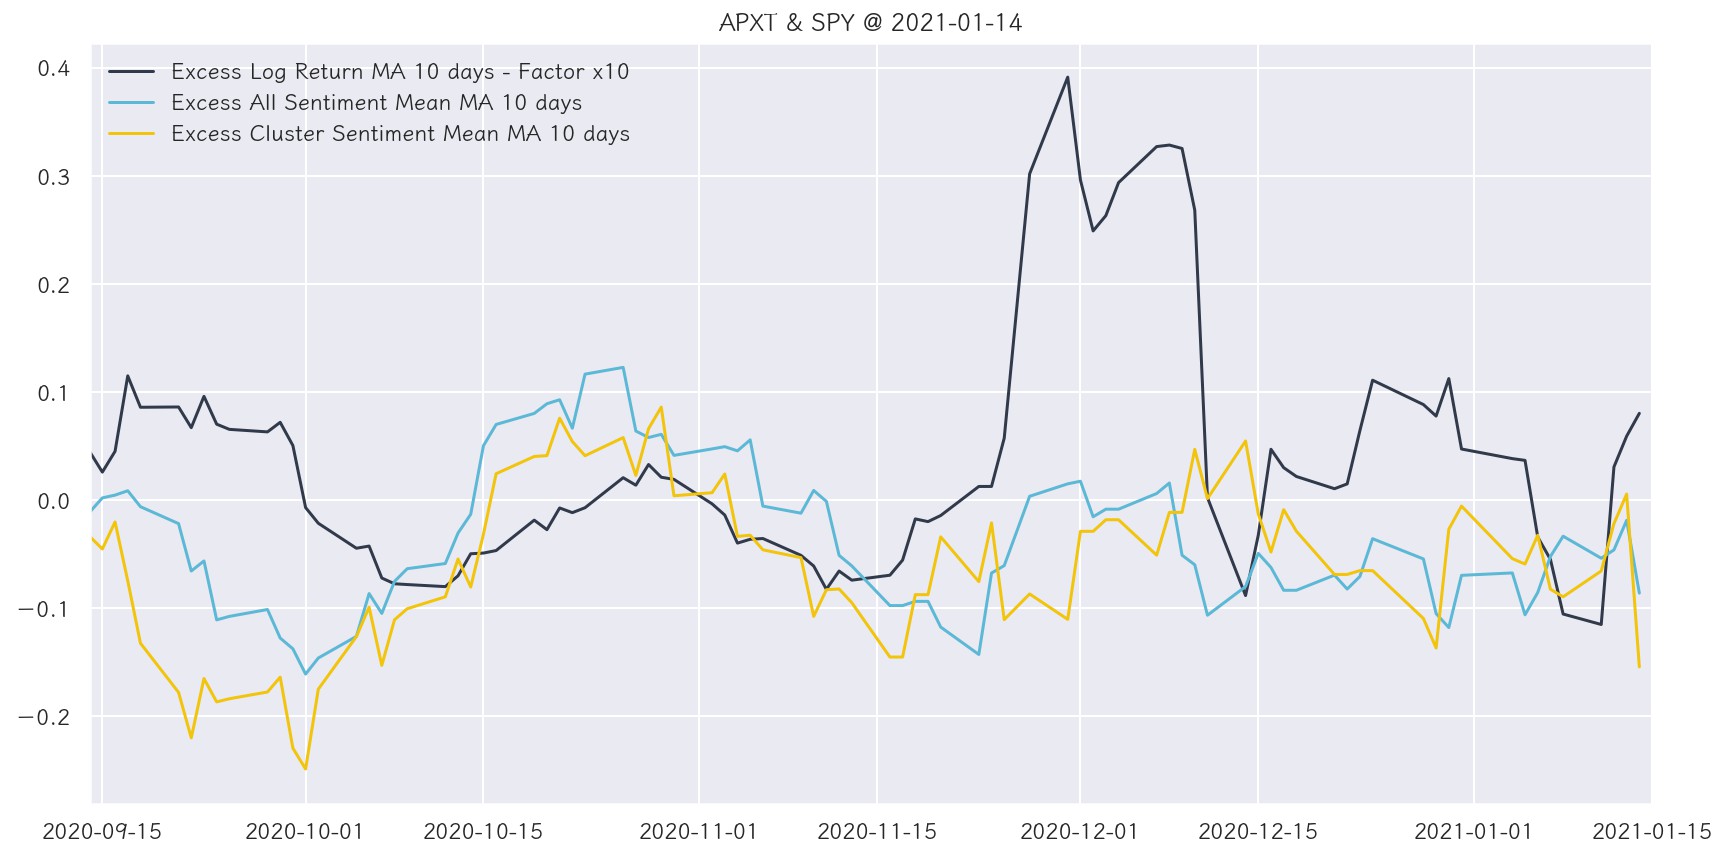 APXT & SPY @ 2021-01-14
Excess Log Return MA 10 days - Factor x10
Excess All Sentiment Mean MA 10 days
Excess Cluster Sentiment Mean MA 10 days
0.4
0.3
0.2
0.1
0.0
−0.1
−0.2
2020-09-15 2020-10-01 2020-10-15 2020-11-01 2020-11-15 2020-12-01 2020-12-15 2021-01-01 2021-01-15